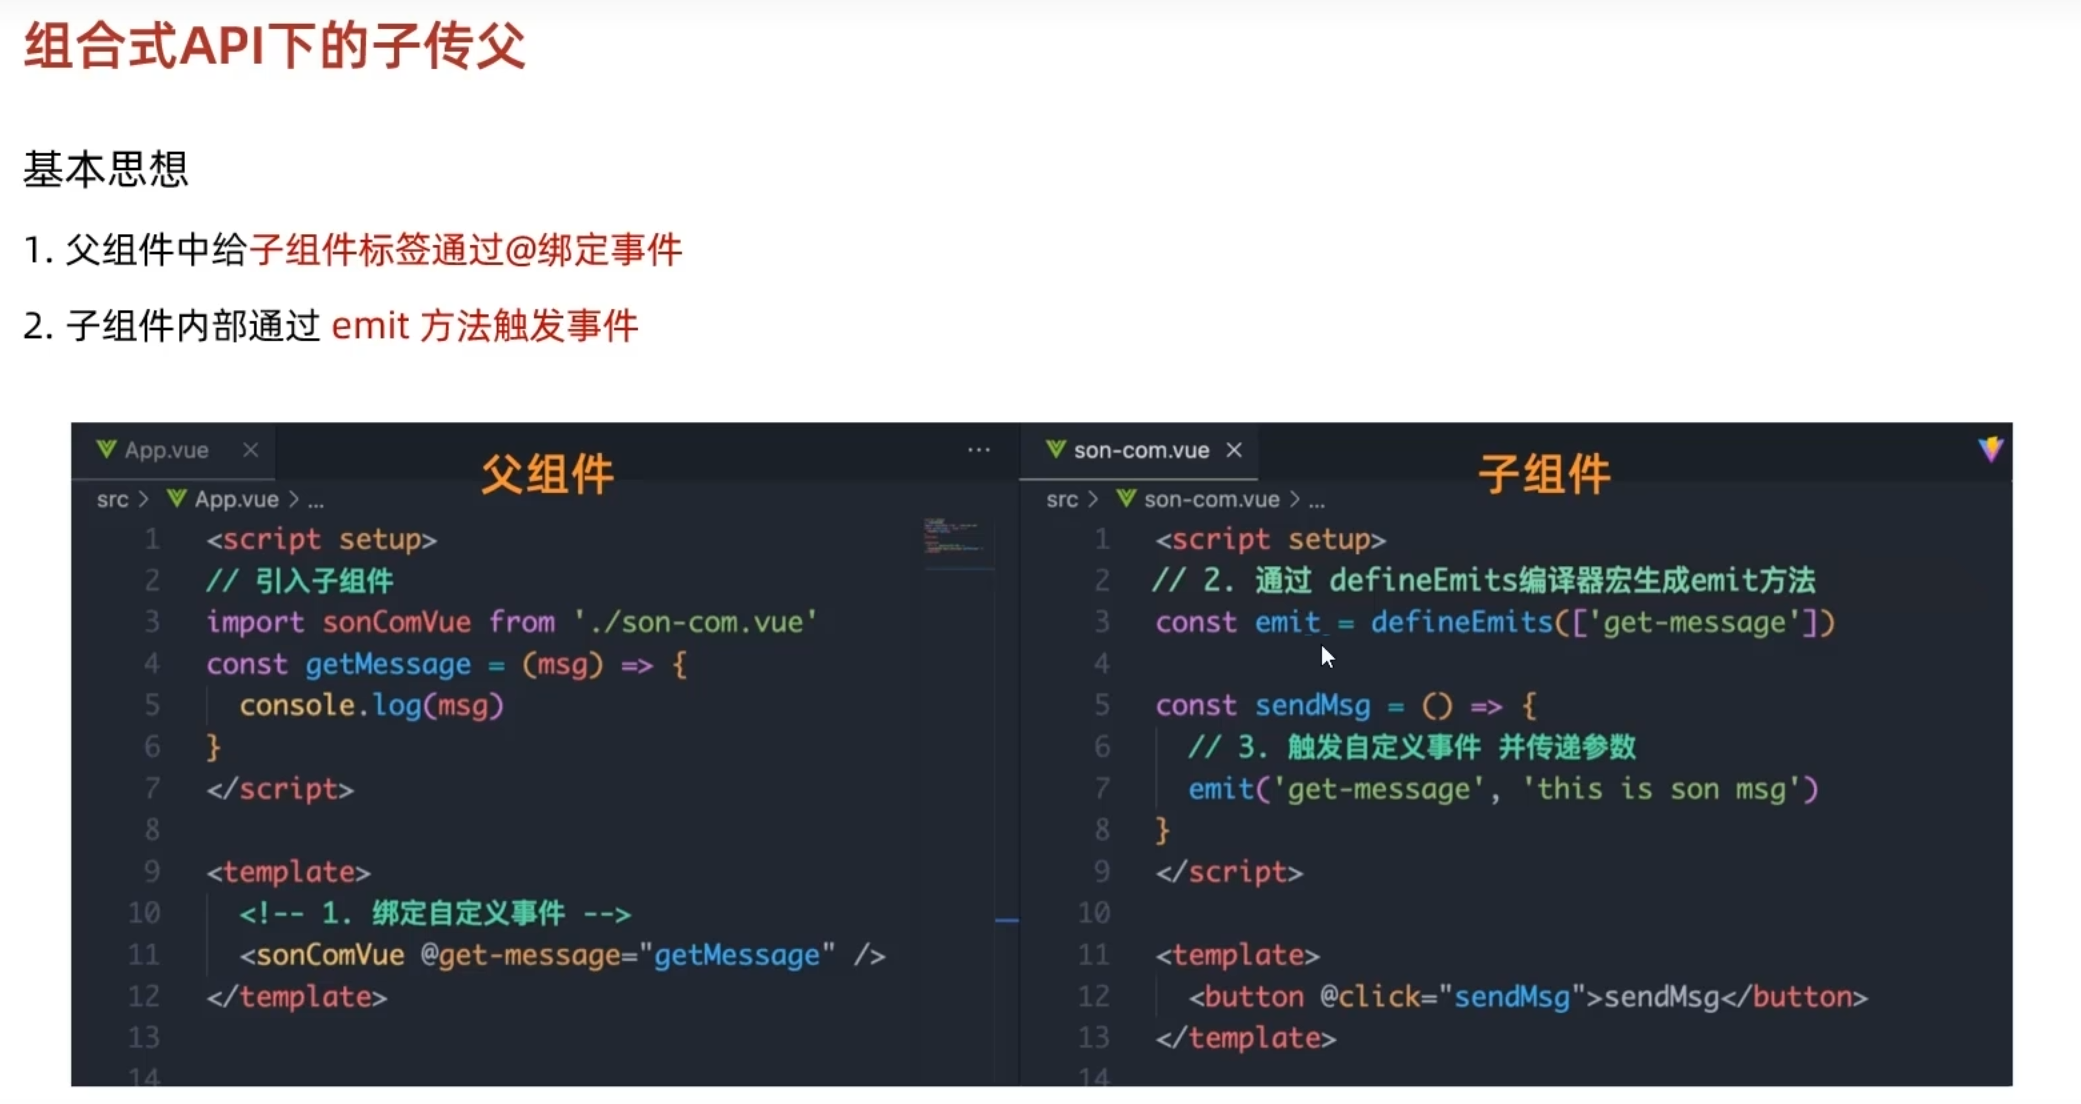 组合式API下的子传父
基本思想
1. 父组件中给子组件标签通过@绑定事件
2. 子组件内部通过 emit 方法触发事件
App.vue ×
父组件
···
src > App.vue > ...
1 <script setup>
2 // 引入子组件
3 import sonComVue from './son-com.vue'
4 const getMessage = (msg) => {
5 console.log(msg)
6 }
7 </script>
8
9 <template>
10 <!-- 1. 绑定自定义事件 -->
11 <sonComVue @get-message="getMessage" />
12 </template>
13
14
son-com.vue ×
子组件
src > son-com.vue > ...
1 <script setup>
2 // 2. 通过 defineEmits编译器宏生成emit方法
3 const emit = defineEmits(['get-message'])
4
5 const sendMsg = () => {
6 // 3. 触发自定义事件 并传递参数
7 emit('get-message', 'this is son msg')
8 }
9 </script>
10
11 <template>
12 <button @click="sendMsg">sendMsg</button>
13 </template>
14